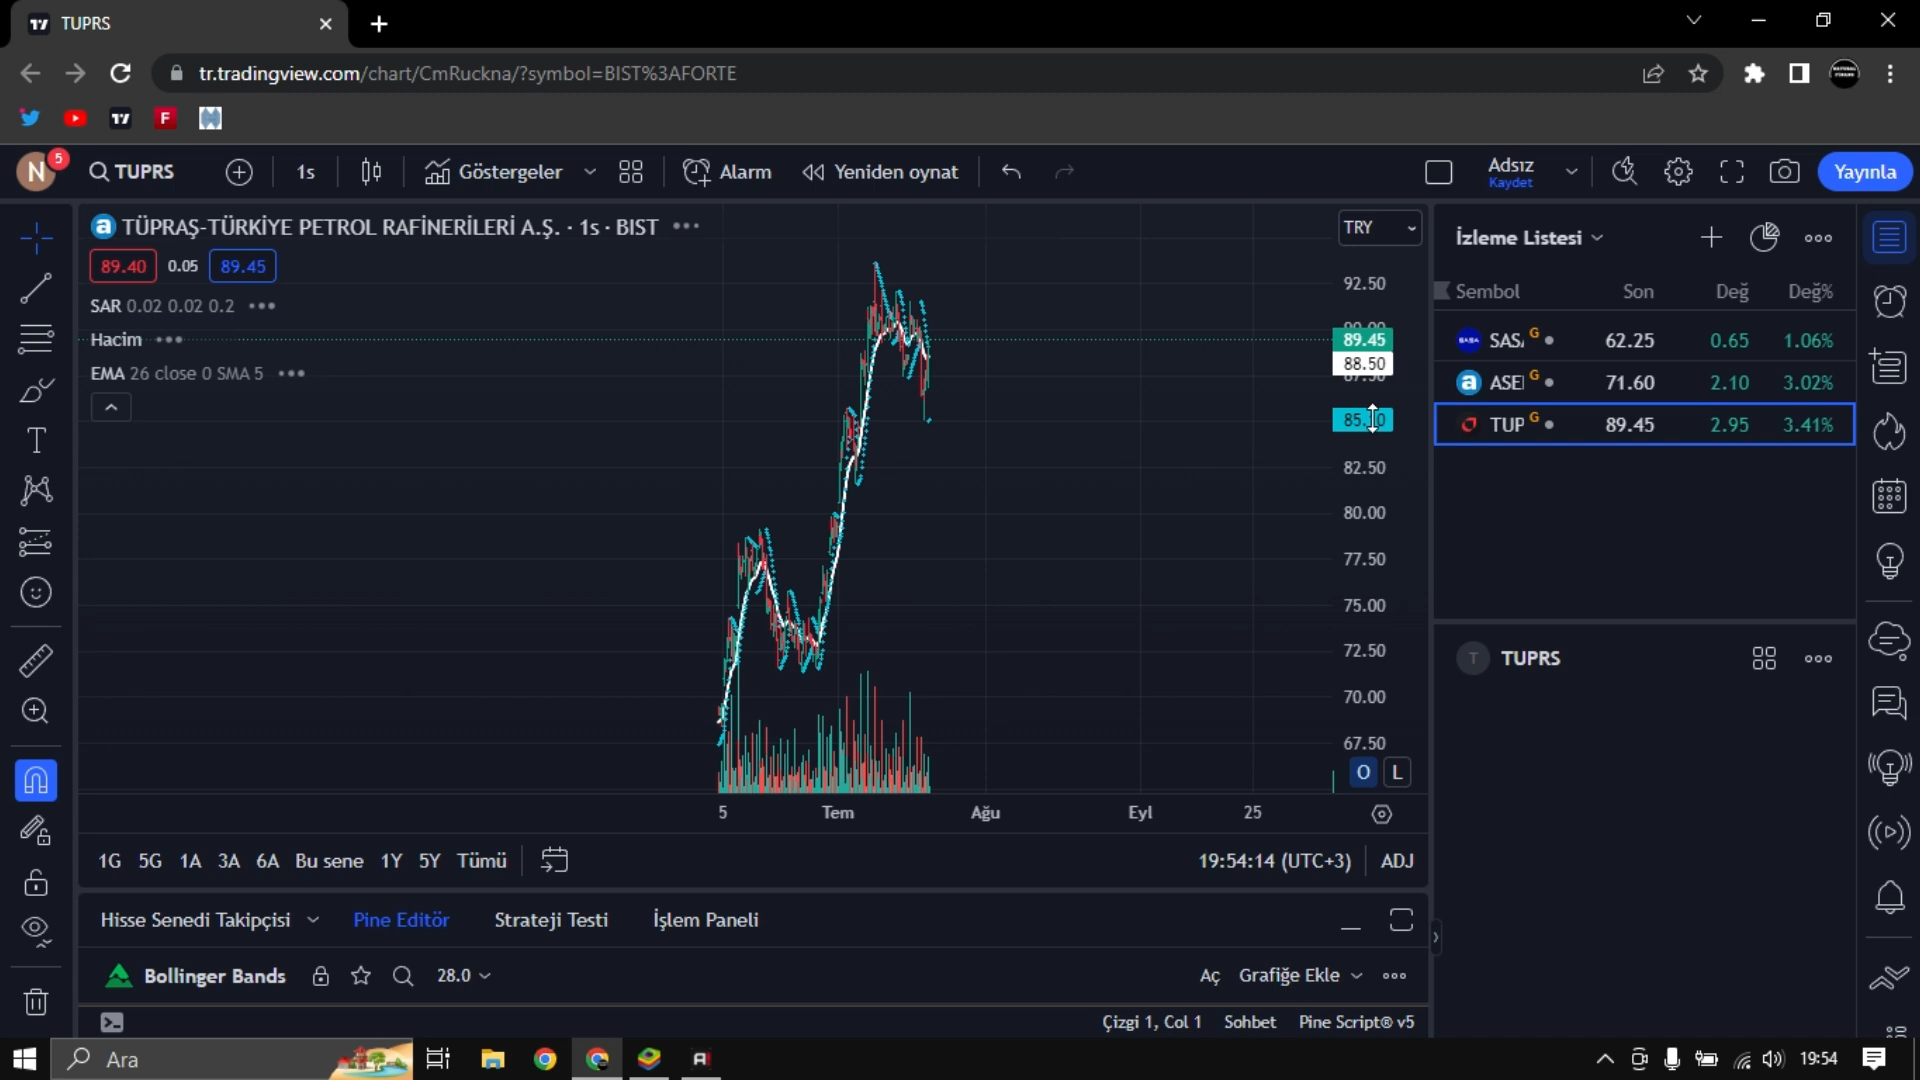 TUPRS
tr.tradingview.com/chart/CmRuckna/?symbol=BIST%3AFORTE
N 5 TUPRS 1s Göstergeler Alarm Yeniden oynat Adsız Kaydet Yayınla
TÜPRAŞ-TÜRKİYE PETROL RAFİNERİLERİ A.Ş. · 1s · BIST
TRY
89.40 0.05 89.45
SAR 0.02 0.02 0.2
Hacim
EMA 26 close 0 SMA 5
92.50
89.45
88.50
82.50
80.00
77.50
75.00
72.50
70.00
67.50
O L
5 Tem Ağu Eyl 25
1G 5G 1A 3A 6A Bu sene 1Y 5Y Tümü
19:54:14 (UTC+3) ADJ
Hisse Senedi Takipçisi Pine Editör Strateji Testi İşlem Paneli
Bollinger Bands 28.0 Aç Grafiğe Ekle
Çizgi 1, Col 1 Sohbet Pine Script® v5
İzleme Listesi
Sembol Son Değ Değ%
SAS G 62.25 0.65 1.06%
ASE G 71.60 2.10 3.02%
TUP G 89.45 2.95 3.41%
T TUPRS
Ara
19:54